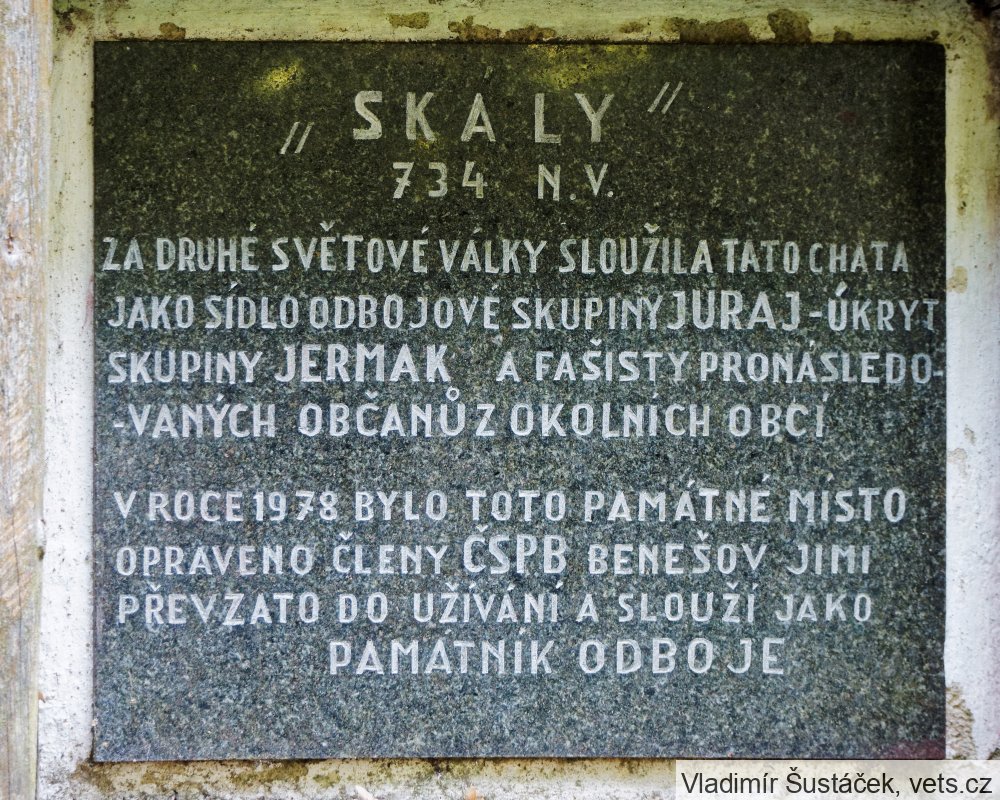 "SKÁLY"
734 N.V.
ZA DRUHÉ SVĚTOVÉ VÁLKY SLOUŽILA TATO CHATA
JAKO SÍDLO ODBOJOVÉ SKUPINY JURAJ - ÚKRYT
SKUPINY JERMAK A FAŠISTY PRONÁSLEDO-
-VANÝCH OBČANŮ Z OKOLNÍCH OBCÍ
V ROCE 1978 BYLO TOTO PAMÁTNÉ MÍSTO
OPRAVENO ČLENY ČSPB BENEŠOV JIMI
PŘEVZATO DO UŽÍVÁNÍ A SLOUŽÍ JAKO
PAMÁTNÍK ODBOJE
Vladimír Šustáček, vets.cz